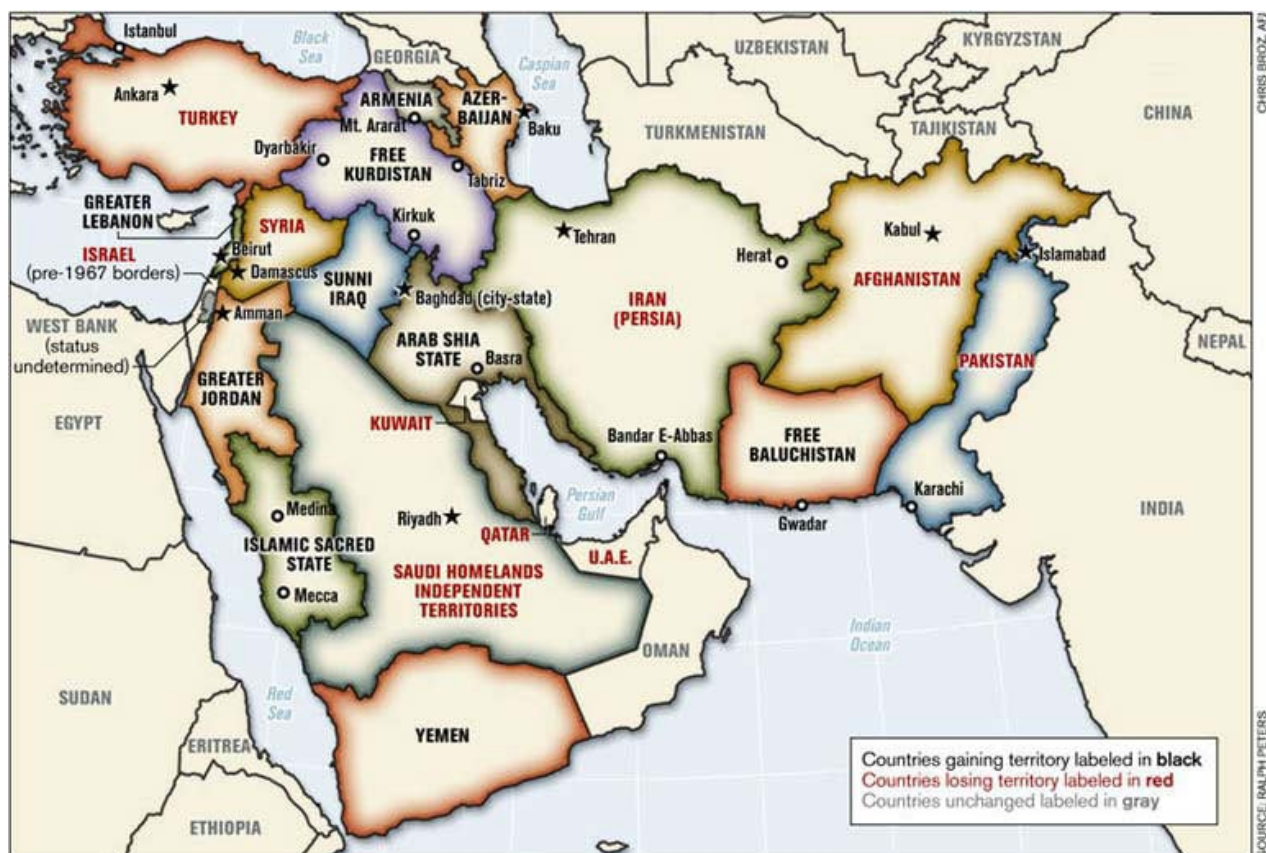 Istanbul
Black
Sea
GEORGIA
Caspian
Sea
UZBEKISTAN
KYRGYZSTAN
CHRIS BROZ, AFJ
Ankara
TURKEY
ARMENIA
Mt. Ararat
AZER-
BAIJAN
Baku
TURKMENISTAN
TAJIKISTAN
CHINA
Dyarbakir
FREE
KURDISTAN
Tabriz
GREATER
LEBANON
SYRIA
Kirkuk
Tehran
Herat
Kabul
Islamabad
ISRAEL
(pre-1967 borders)
Beirut
Damascus
SUNNI
IRAQ
Baghdad (city-state)
IRAN
(PERSIA)
AFGHANISTAN
WEST BANK
(status
undetermined)
Amman
ARAB SHIA
STATE
Basra
PAKISTAN
NEPAL
GREATER
JORDAN
EGYPT
KUWAIT
Bandar E-Abbas
FREE
BALUCHISTAN
Medina
ISLAMIC SACRED
STATE
Mecca
Riyadh
Persian
Gulf
QATAR
U.A.E.
Gwadar
Karachi
INDIA
SAUDI HOMELANDS
INDEPENDENT
TERRITORIES
OMAN
Indian
Ocean
SUDAN
Red
Sea
ERITREA
YEMEN
ETHIOPIA
Countries gaining territory labeled in black
Countries losing territory labeled in red
Countries unchanged labeled in gray
SOURCE: RALPH PETERS